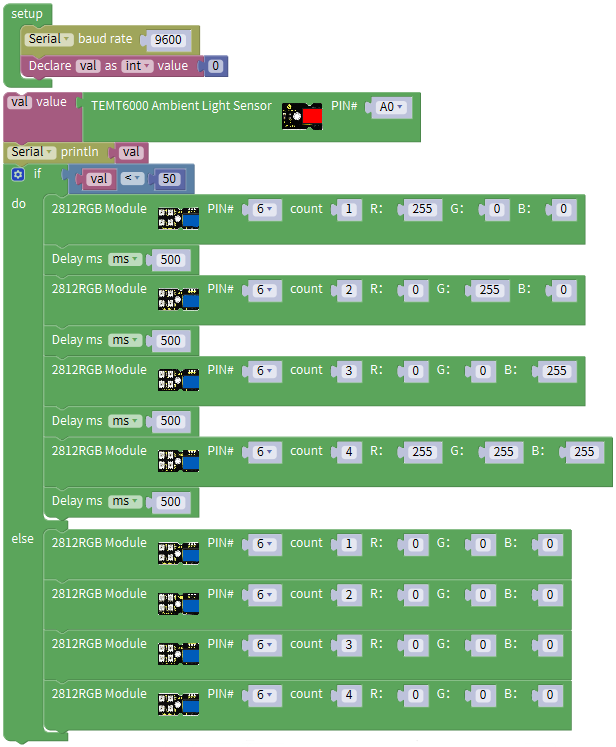 setup
Serial baud rate 9600
Declare val as int value 0
val value TEMT6000 Ambient Light Sensor PIN# A0
Serial println val
if val < 50
do 2812RGB Module PIN# 6 count 1 R: 255 G: 0 B: 0
Delay ms ms 500
2812RGB Module PIN# 6 count 2 R: 0 G: 255 B: 0
Delay ms ms 500
2812RGB Module PIN# 6 count 3 R: 0 G: 0 B: 255
Delay ms ms 500
2812RGB Module PIN# 6 count 4 R: 255 G: 255 B: 255
Delay ms ms 500
else 2812RGB Module PIN# 6 count 1 R: 0 G: 0 B: 0
2812RGB Module PIN# 6 count 2 R: 0 G: 0 B: 0
2812RGB Module PIN# 6 count 3 R: 0 G: 0 B: 0
2812RGB Module PIN# 6 count 4 R: 0 G: 0 B: 0